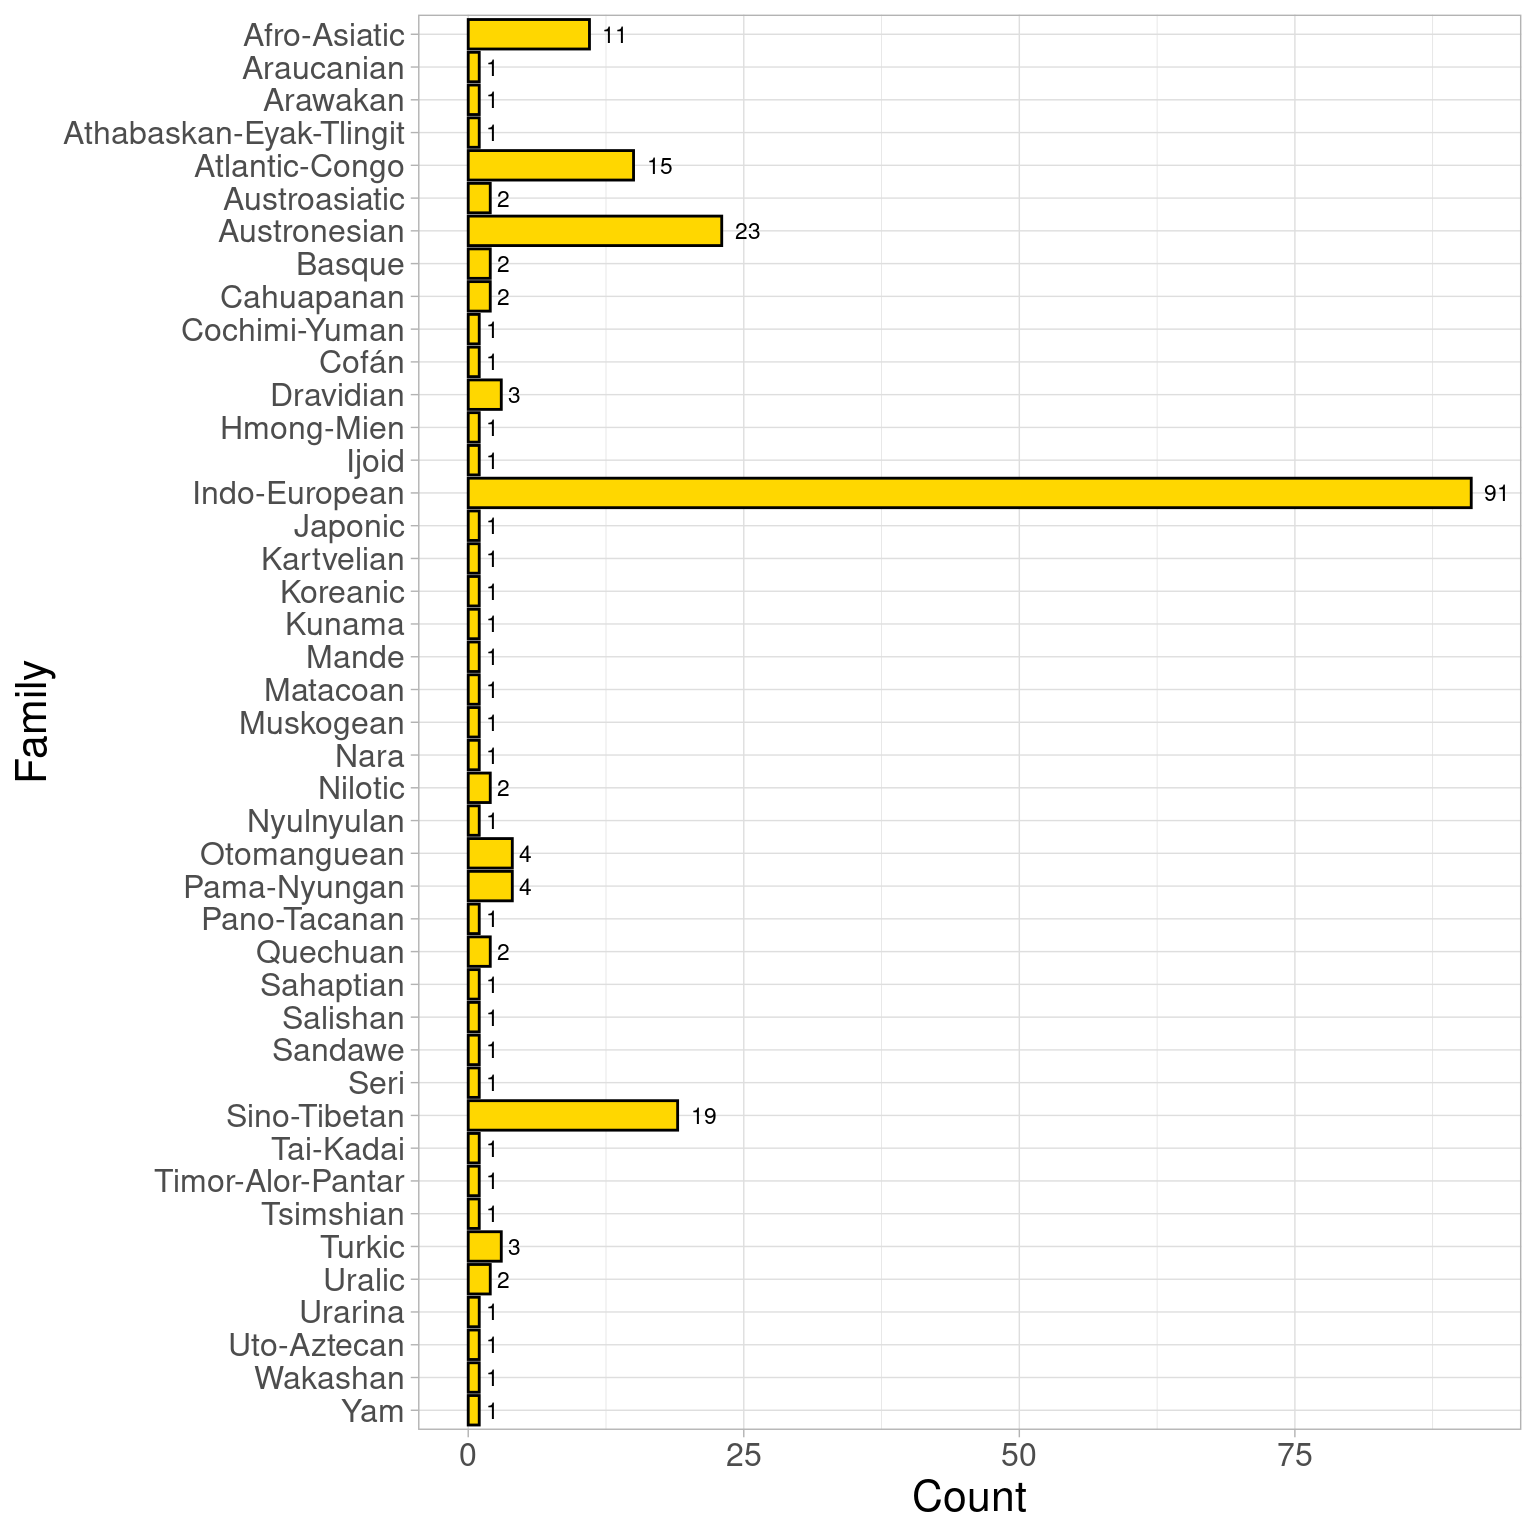 Afro-Asiatic 11
Araucanian 1
Arawakan 1
Athabaskan-Eyak-Tlingit 1
Atlantic-Congo 15
Austroasiatic 2
Austronesian 23
Basque 2
Cahuapanan 2
Cochimi-Yuman 1
Cofán 1
Dravidian 3
Hmong-Mien 1
Ijoid 1
Indo-European 91
Japonic 1
Kartvelian 1
Koreanic 1
Kunama 1
Mande 1
Matacoan 1
Muskogean 1
Nara 1
Nilotic 2
Nyulnyulan 1
Otomanguean 4
Pama-Nyungan 4
Pano-Tacanan 1
Quechuan 2
Sahaptian 1
Salishan 1
Sandawe 1
Seri 1
Sino-Tibetan 19
Tai-Kadai 1
Timor-Alor-Pantar 1
Tsimshian 1
Turkic 3
Uralic 2
Urarina 1
Uto-Aztecan 1
Wakashan 1
Yam 1
Family
0 25 50 75
Count